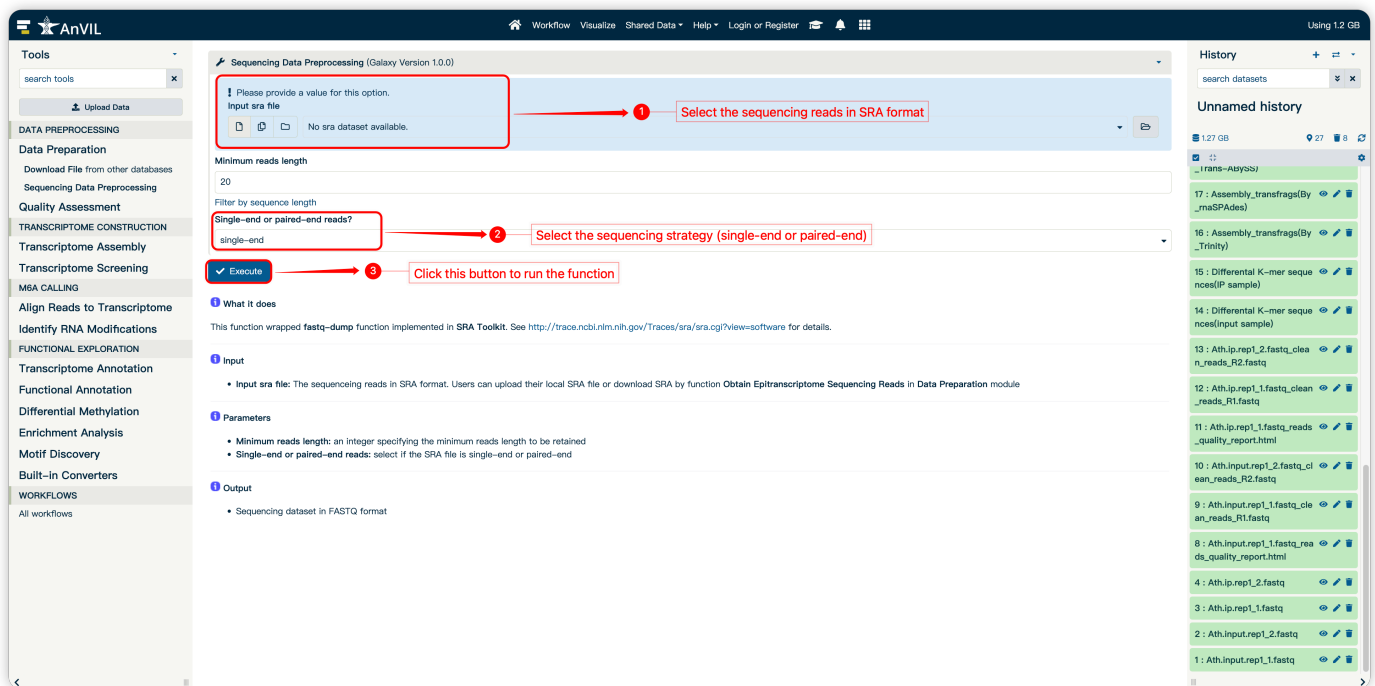 AnVIL
Workflow Visualize Shared Data Help Login or Register
Using 1.2 GB
Tools
search tools
Upload Data
DATA PREPROCESSING
Data Preparation
Download File from other databases
Sequencing Data Preprocessing
Quality Assessment
TRANSCRIPTOME CONSTRUCTION
Transcriptome Assembly
Transcriptome Screening
M6A CALLING
Align Reads to Transcriptome
Identify RNA Modifications
FUNCTIONAL EXPLORATION
Transcriptome Annotation
Functional Annotation
Differential Methylation
Enrichment Analysis
Motif Discovery
Built-in Converters
WORKFLOWS
All workflows
Sequencing Data Preprocessing (Galaxy Version 1.0.0)
Please provide a value for this option.
Input sra file
No sra dataset available.
1 Select the sequencing reads in SRA format
Minimum reads length
20
Filter by sequence length
Single-end or paired-end reads?
single-end
2 Select the sequencing strategy (single-end or paired-end)
Execute
3 Click this button to run the function
What it does
This function wrapped fastq-dump function implemented in SRA Toolkit. See http://trace.ncbi.nlm.nih.gov/Traces/sra/sra.cgi?view=software for details.
Input
• Input sra file: The sequenceing reads in SRA format. Users can upload their local SRA file or download SRA by function Obtain Epitranscriptome Sequencing Reads in Data Preparation module
Parameters
• Minimum reads length: an integer specifying the minimum reads length to be retained
• Single-end or paired-end reads: select if the SRA file is single-end or paired-end
Output
• Sequencing dataset in FASTQ format
History
search datasets
Unnamed history
1.27 GB 27 8
_Trans-ABySS)
17 : Assembly_transfrags(By
_rnaSPAdes)
16 : Assembly_transfrags(By
_Trinity)
15 : Differental K-mer seque
nces(IP sample)
14 : Differental K-mer seque
nces(input sample)
13 : Ath.ip.rep1_2.fastq_clea
n_reads_R2.fastq
12 : Ath.ip.rep1_1.fastq_clean
_reads_R1.fastq
11 : Ath.ip.rep1_1.fastq_reads
_quality_report.html
10 : Ath.input.rep1_2.fastq_cl
ean_reads_R2.fastq
9 : Ath.input.rep1_1.fastq_cle
an_reads_R1.fastq
8 : Ath.input.rep1_1.fastq_rea
ds_quality_report.html
4 : Ath.ip.rep1_2.fastq
3 : Ath.ip.rep1_1.fastq
2 : Ath.input.rep1_2.fastq
1 : Ath.input.rep1_1.fastq